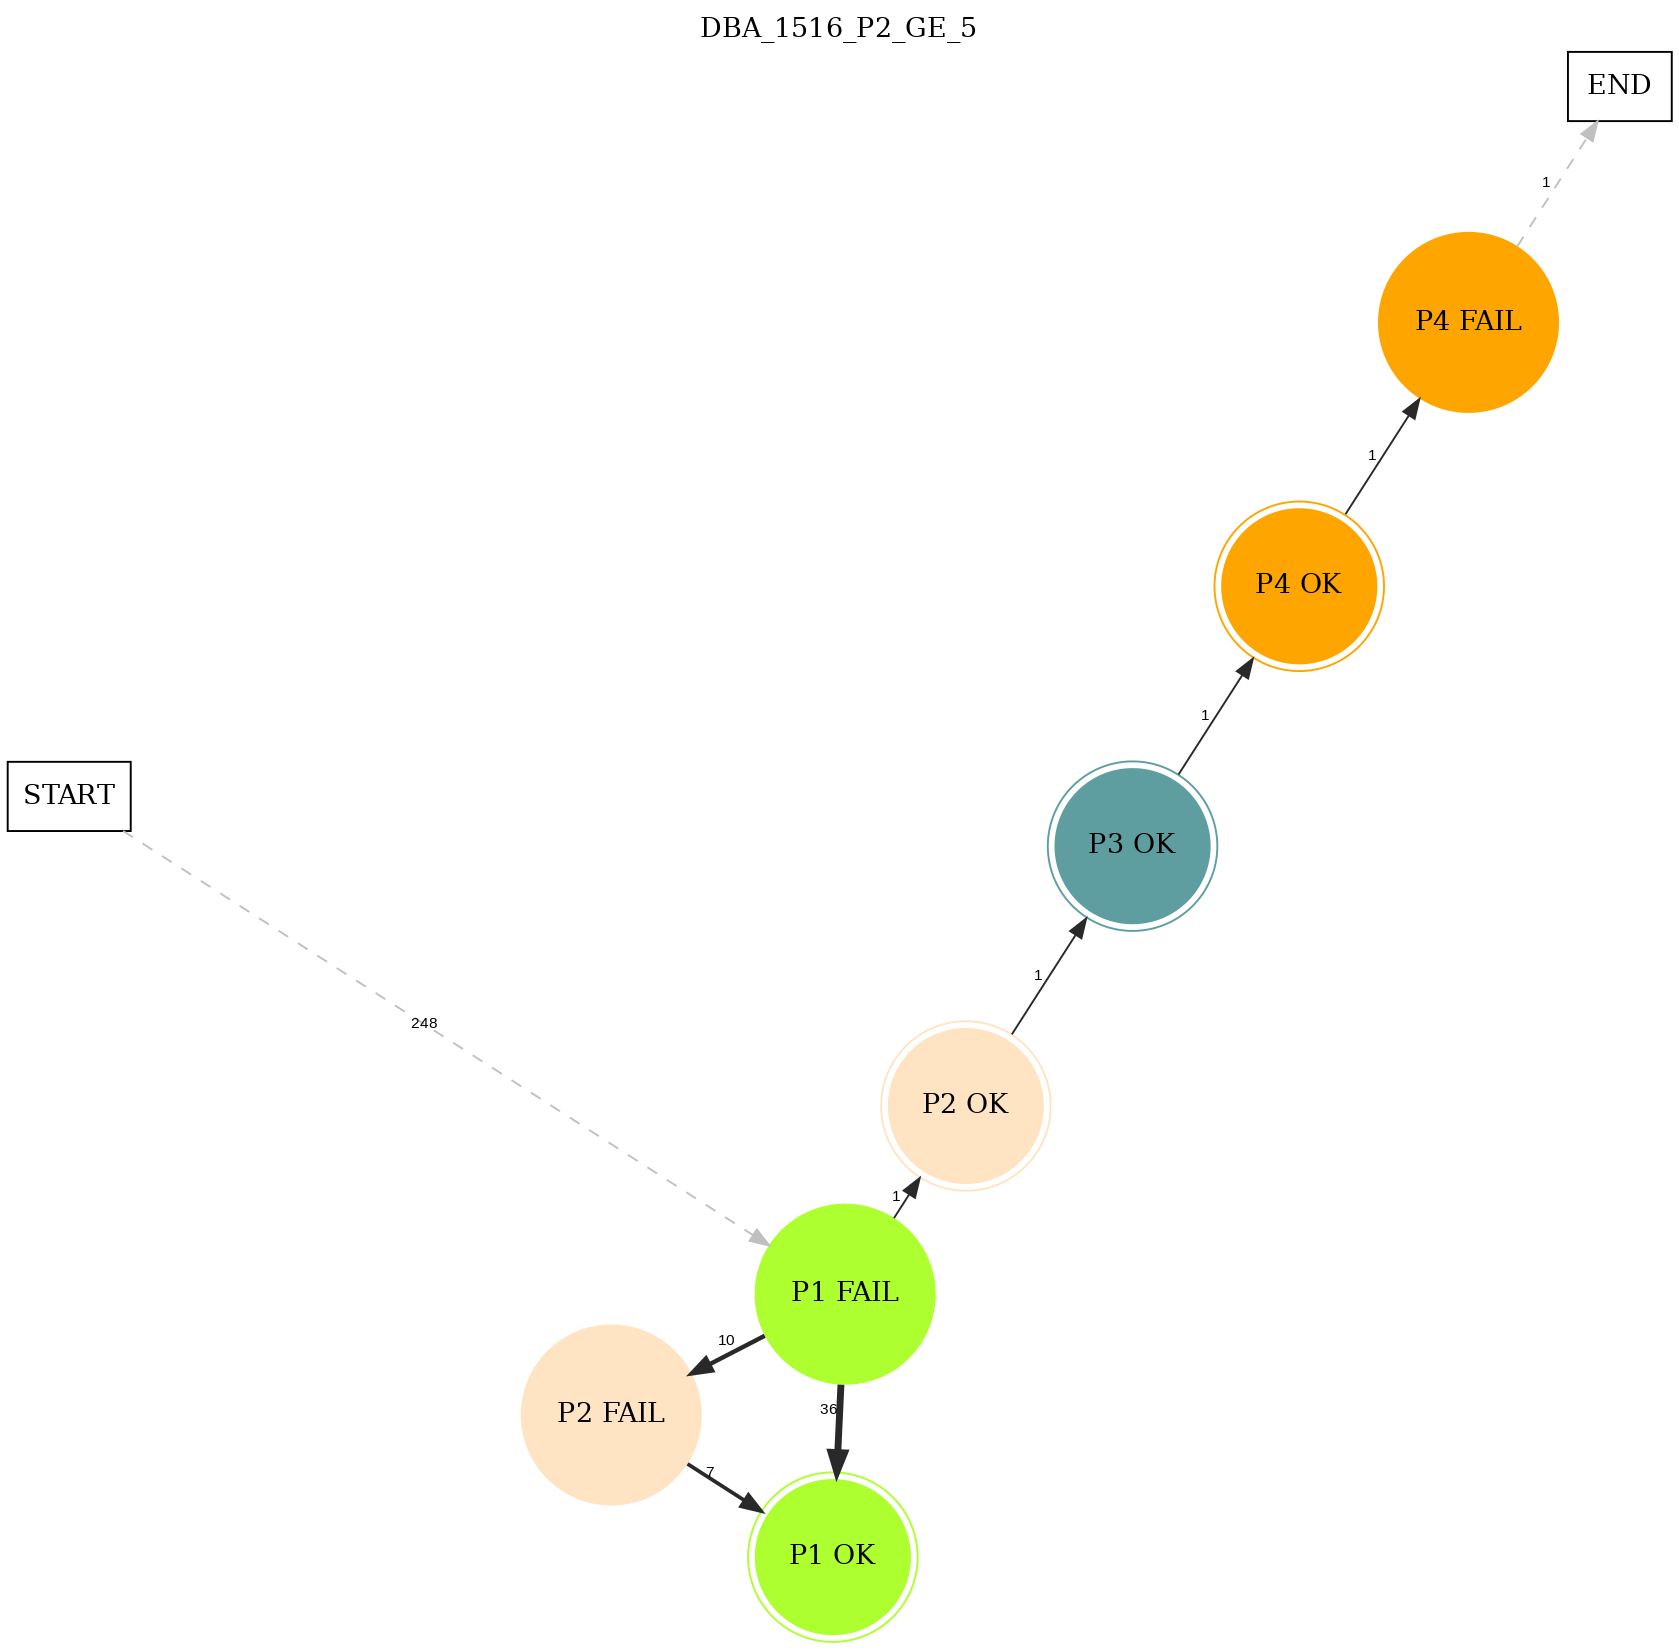 DBA_1516_P2_GE_5
END
1
P4 FAIL
1
P4 OK
1
START
P3 OK
1
248
P2 OK
1
P1 FAIL
10
P2 FAIL
36
7
P1 OK